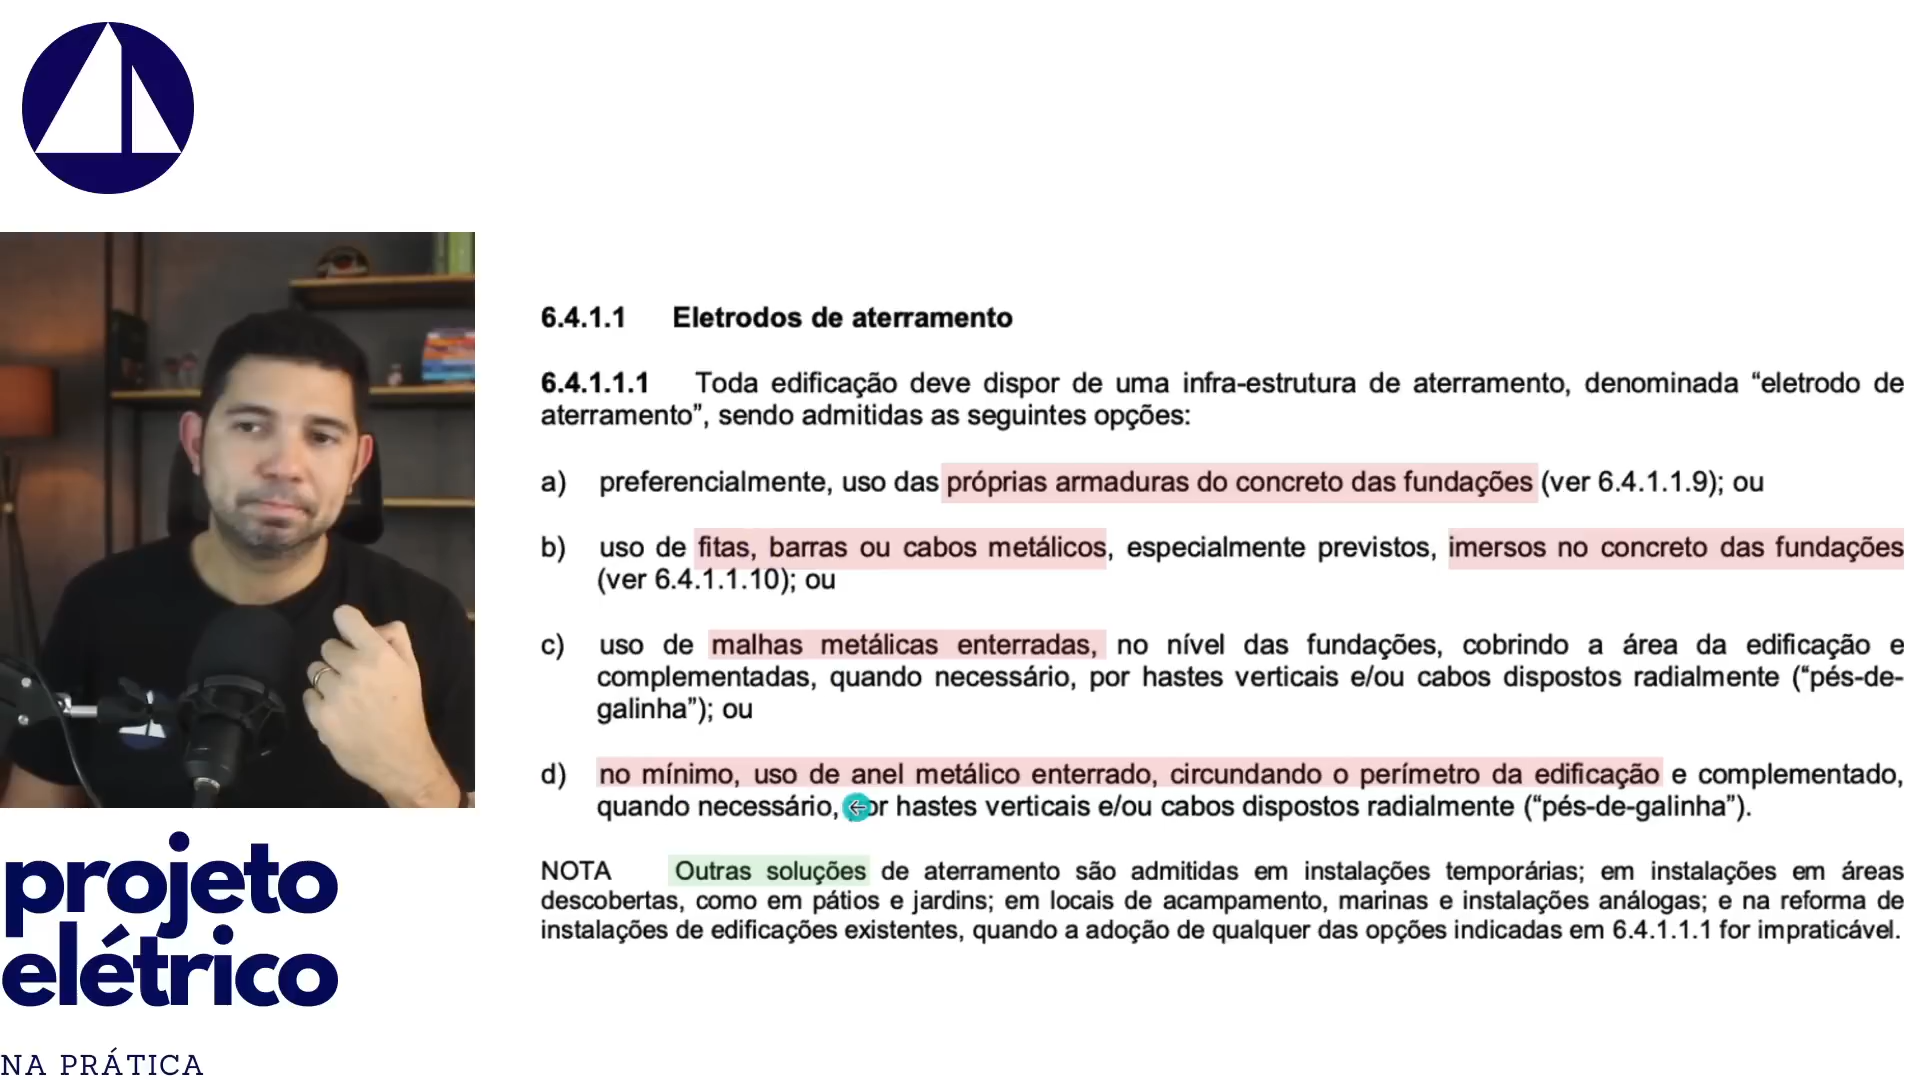 6.4.1.1 Eletrodos de aterramento
6.4.1.1.1 Toda edificação deve dispor de uma infra-estrutura de aterramento, denominada “eletrodo de
aterramento”, sendo admitidas as seguintes opções:
a) preferencialmente, uso das próprias armaduras do concreto das fundações (ver 6.4.1.1.9); ou
b) uso de fitas, barras ou cabos metálicos, especialmente previstos, imersos no concreto das fundações
(ver 6.4.1.1.10); ou
c) uso de malhas metálicas enterradas, no nível das fundações, cobrindo a área da edificação e
complementadas, quando necessário, por hastes verticais e/ou cabos dispostos radialmente (“pés-de-
galinha”); ou
d) no mínimo, uso de anel metálico enterrado, circundando o perímetro da edificação e complementado,
quando necessário, por hastes verticais e/ou cabos dispostos radialmente (“pés-de-galinha”).
NOTA Outras soluções de aterramento são admitidas em instalações temporárias; em instalações em áreas
descobertas, como em pátios e jardins; em locais de acampamento, marinas e instalações análogas; e na reforma de
instalações de edificações existentes, quando a adoção de qualquer das opções indicadas em 6.4.1.1.1 for impraticável.
projeto
elétrico
NA PRÁTICA